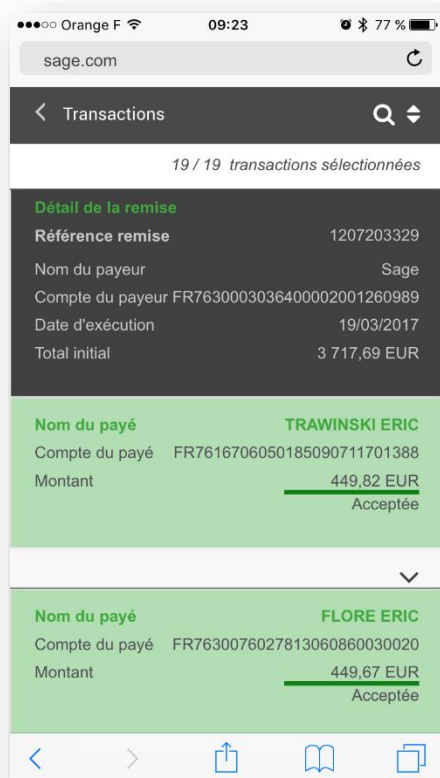 Orange F 09:23 77 %
sage.com
Transactions
19 / 19 transactions sélectionnées
Détail de la remise
Référence remise 1207203329
Nom du payeur Sage
Compte du payeur FR7630003036400002001260989
Date d'exécution 19/03/2017
Total initial 3 717,69 EUR
Nom du payé TRAWINSKI ERIC
Compte du payé FR7616706050185090711701388
Montant 449,82 EUR
Acceptée
Nom du payé FLORE ERIC
Compte du payé FR7630076027813060860030020
Montant 449,67 EUR
Acceptée